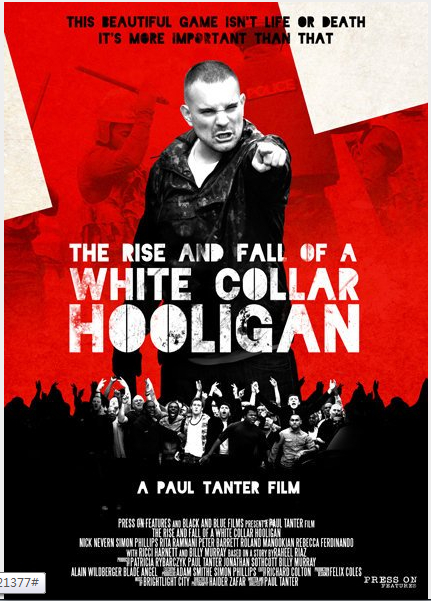 THIS BEAUTIFUL GAME ISN'T LIFE OR DEATH
IT'S MORE IMPORTANT THAN THAT
POLICE
THE RISE AND FALL OF A
WHITE COLLAR
HOOLIGAN
A PAUL TANTER FILM
PRESS ON FEATURES AND BLACK AND BLUE FILMS PRESENT A PAUL TANTER FILM
THE RISE AND FALL OF A WHITE COLLAR HOOLIGAN
NICK NEVERN SIMON PHILLIPS RITA RAMNANI PETER BARRETT ROLAND MANOOKIAN REBECCA FERDINANDO
WITH RICCI HARNETT AND BILLY MURRAY BASED ON A STORY BY RAHEEL RIAZ
PATRICIA RYBARCZYK PAUL TANTER JONATHAN SOTHCOTT BILLY MURRAY
ALAIN WILDBERGER BLADE ANGEL ADAM SMITHE SIMON PHILLIPS RICHARD COLTON FELIX COLES
BRIGHTLIGHT CITY HAIDER ZAFAR PAUL TANTER
21377#
PRESS ON
FEATURES